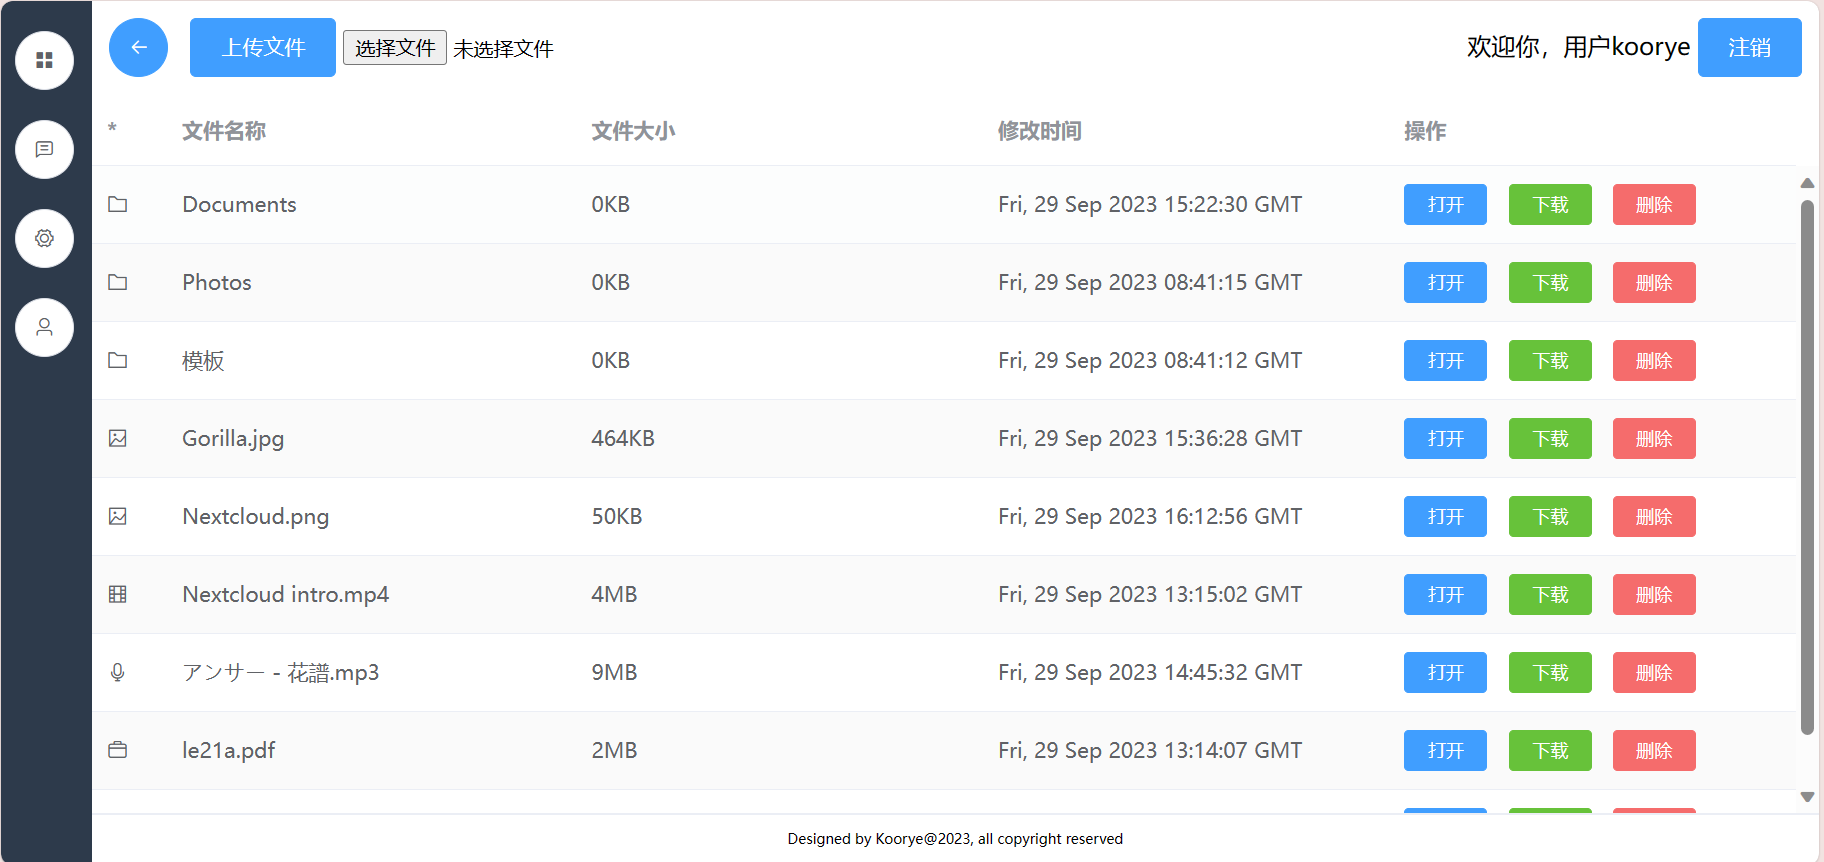 上传文件 选择文件 未选择文件 欢迎你，用户koorye 注销
* 文件名称 文件大小 修改时间 操作
Documents 0KB Fri, 29 Sep 2023 15:22:30 GMT 打开 下载 删除
Photos 0KB Fri, 29 Sep 2023 08:41:15 GMT 打开 下载 删除
模板 0KB Fri, 29 Sep 2023 08:41:12 GMT 打开 下载 删除
Gorilla.jpg 464KB Fri, 29 Sep 2023 15:36:28 GMT 打开 下载 删除
Nextcloud.png 50KB Fri, 29 Sep 2023 16:12:56 GMT 打开 下载 删除
Nextcloud intro.mp4 4MB Fri, 29 Sep 2023 13:15:02 GMT 打开 下载 删除
アンサー - 花譜.mp3 9MB Fri, 29 Sep 2023 14:45:32 GMT 打开 下载 删除
le21a.pdf 2MB Fri, 29 Sep 2023 13:14:07 GMT 打开 下载 删除
Designed by Koorye@2023, all copyright reserved